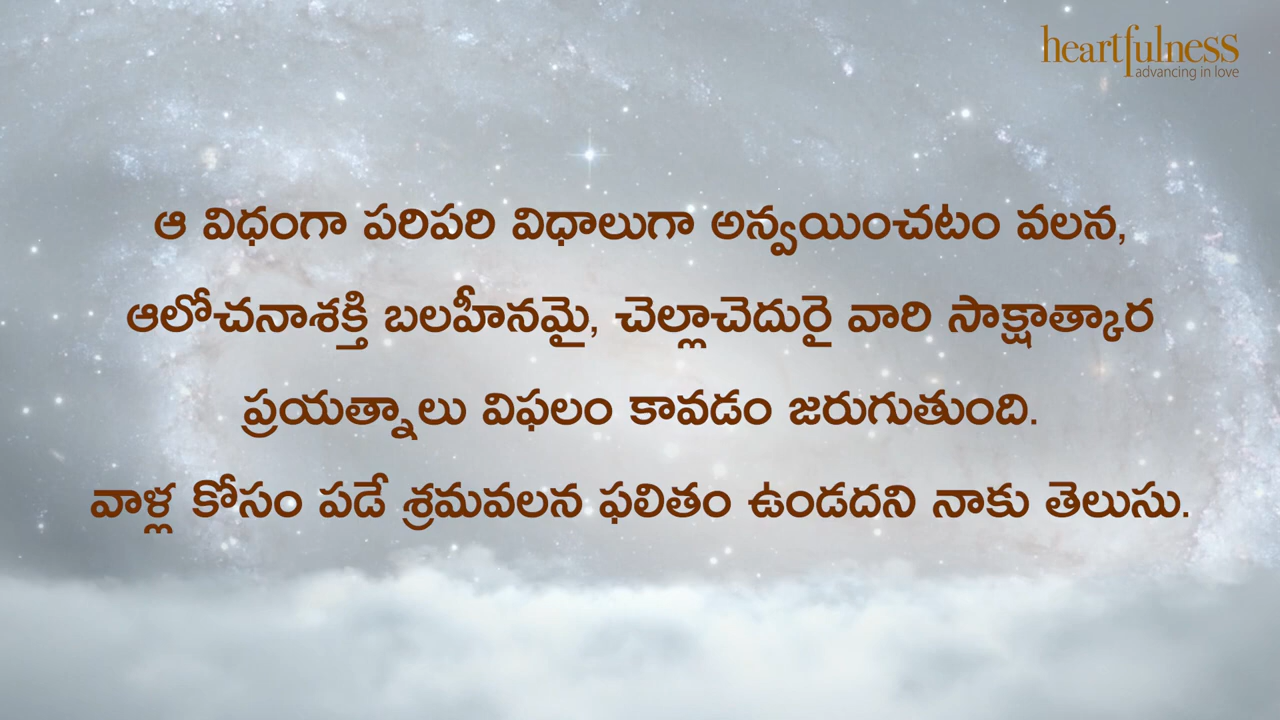 heartfulness
advancing in love
ఆ విధంగా పరిపరి విధాలుగా అన్వయించటం వలన,
ఆలోచనాశక్తి బలహీనమై, చెల్లాచెదురై వారి సాక్షాత్కార
ప్రయత్నాలు విఫలం కావడం జరుగుతుంది.
వాళ్ల కోసం పడే శ్రమవలన ఫలితం ఉండదని నాకు తెలుసు.